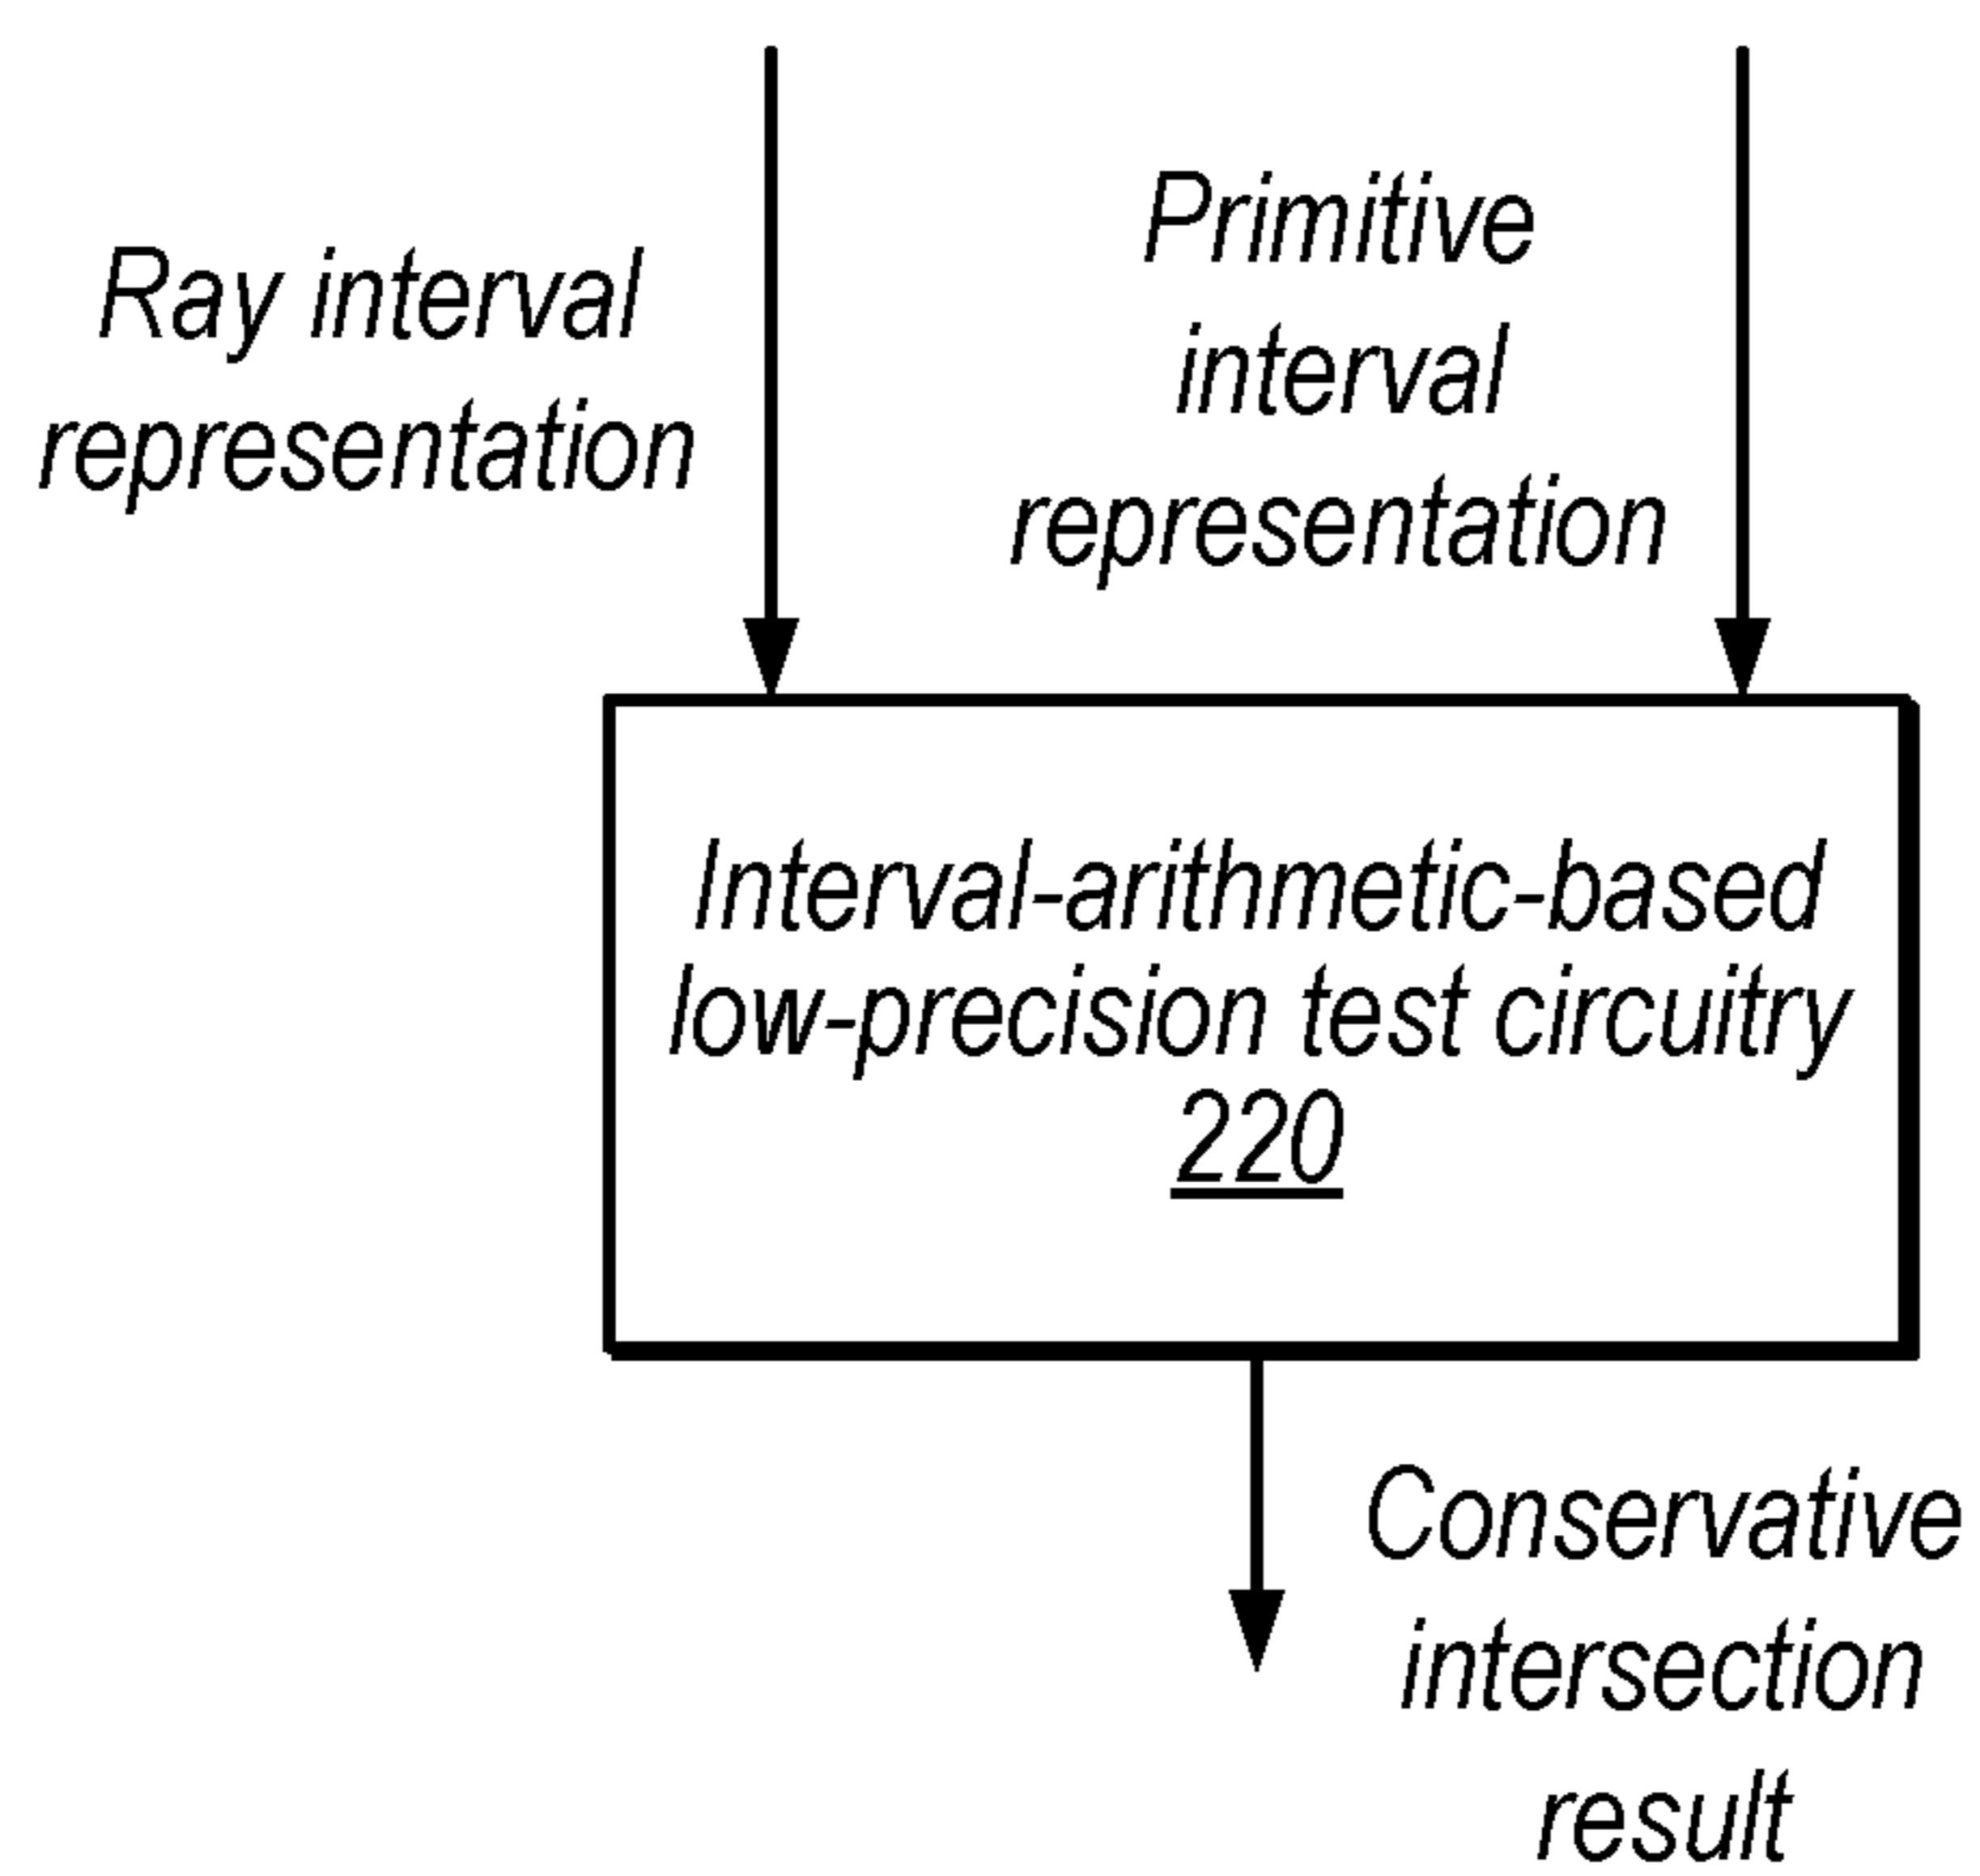 Ray interval
representation
Primitive
interval
representation
Interval-arithmetic-based
low-precision test circuitry
220
Conservative
intersection
result